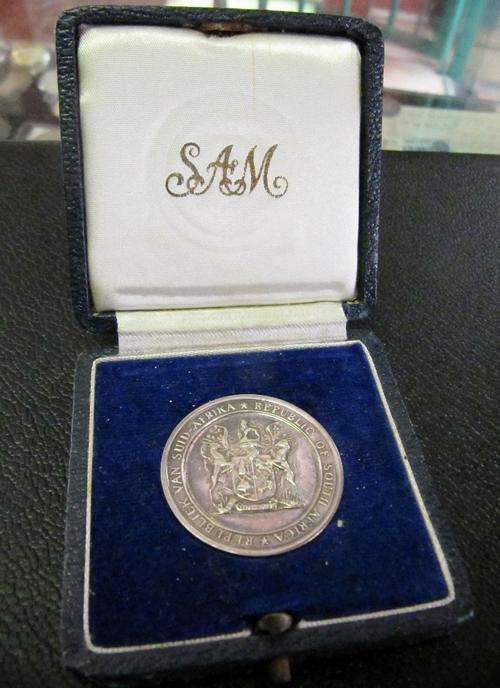 SAM
REPUBLIEK VAN SUID-AFRIKA ★ REPUBLIC OF SOUTH AFRICA ★